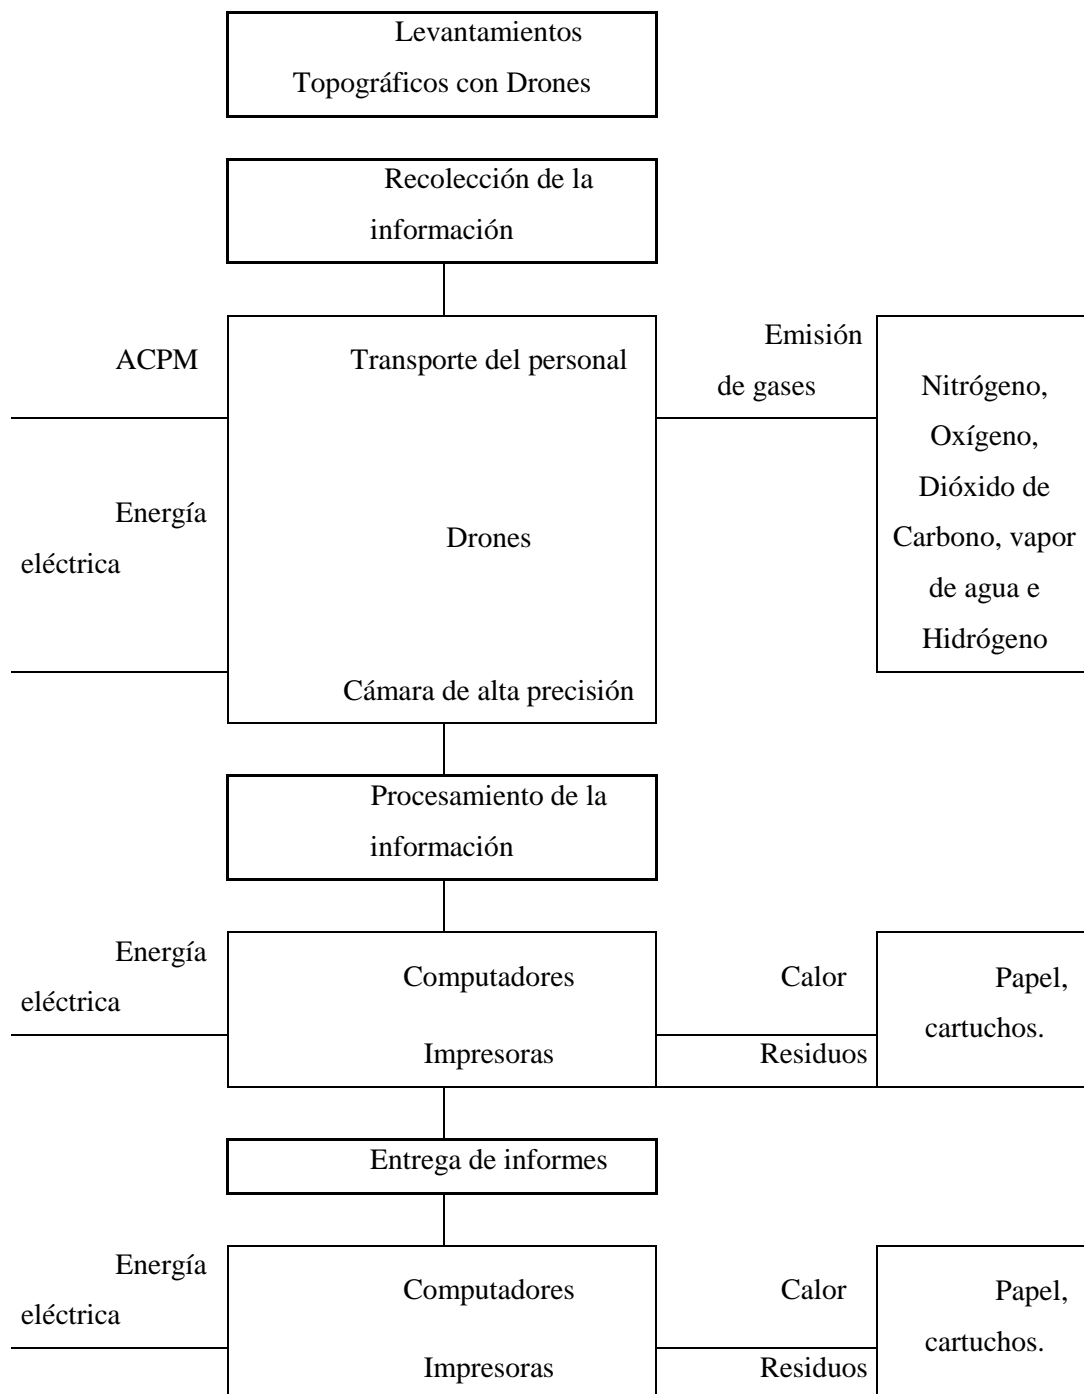 Levantamientos
Topográficos con Drones
Recolección de la
información
ACPM
Transporte del personal
Emisión
de gases
Nitrógeno,
Oxígeno,
Dióxido de
Carbono, vapor
de agua e
Hidrógeno
Energía
eléctrica
Drones
Cámara de alta precisión
Procesamiento de la
información
Energía
eléctrica
Computadores
Impresoras
Calor
Residuos
Papel,
cartuchos.
Entrega de informes
Energía
eléctrica
Computadores
Impresoras
Calor
Residuos
Papel,
cartuchos.